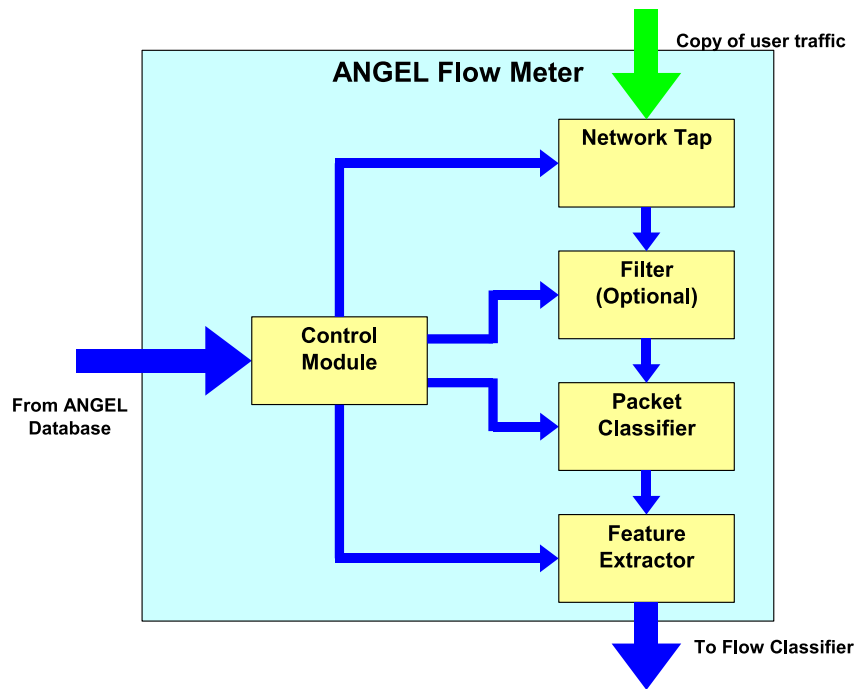 Copy of user traffic
ANGEL Flow Meter
Network Tap
Filter
(Optional)
Control
Module
Packet
Classifier
From ANGEL
Database
Feature
Extractor
To Flow Classifier